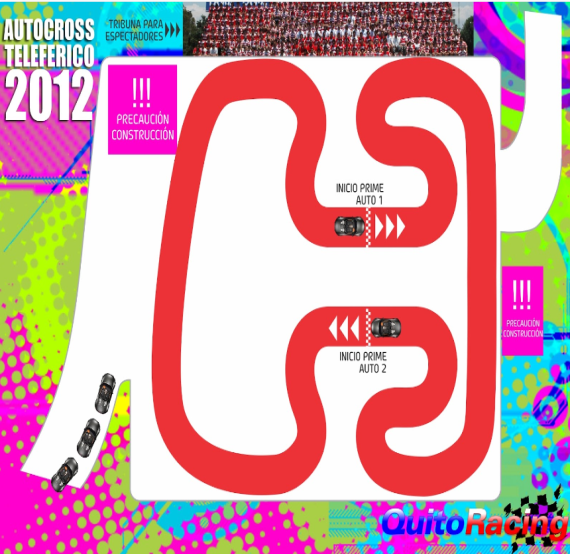 AUTOCROSS
TELEFERICO
2012
TRIBUNA PARA
ESPECTADORES
!!!
PRECAUCIÓN
CONSTRUCCIÓN
INICIO PRIME
AUTO 1
!!!
PRECAUCIÓN
CONSTRUCCIÓN
INICIO PRIME
AUTO 2
QuitoRacing